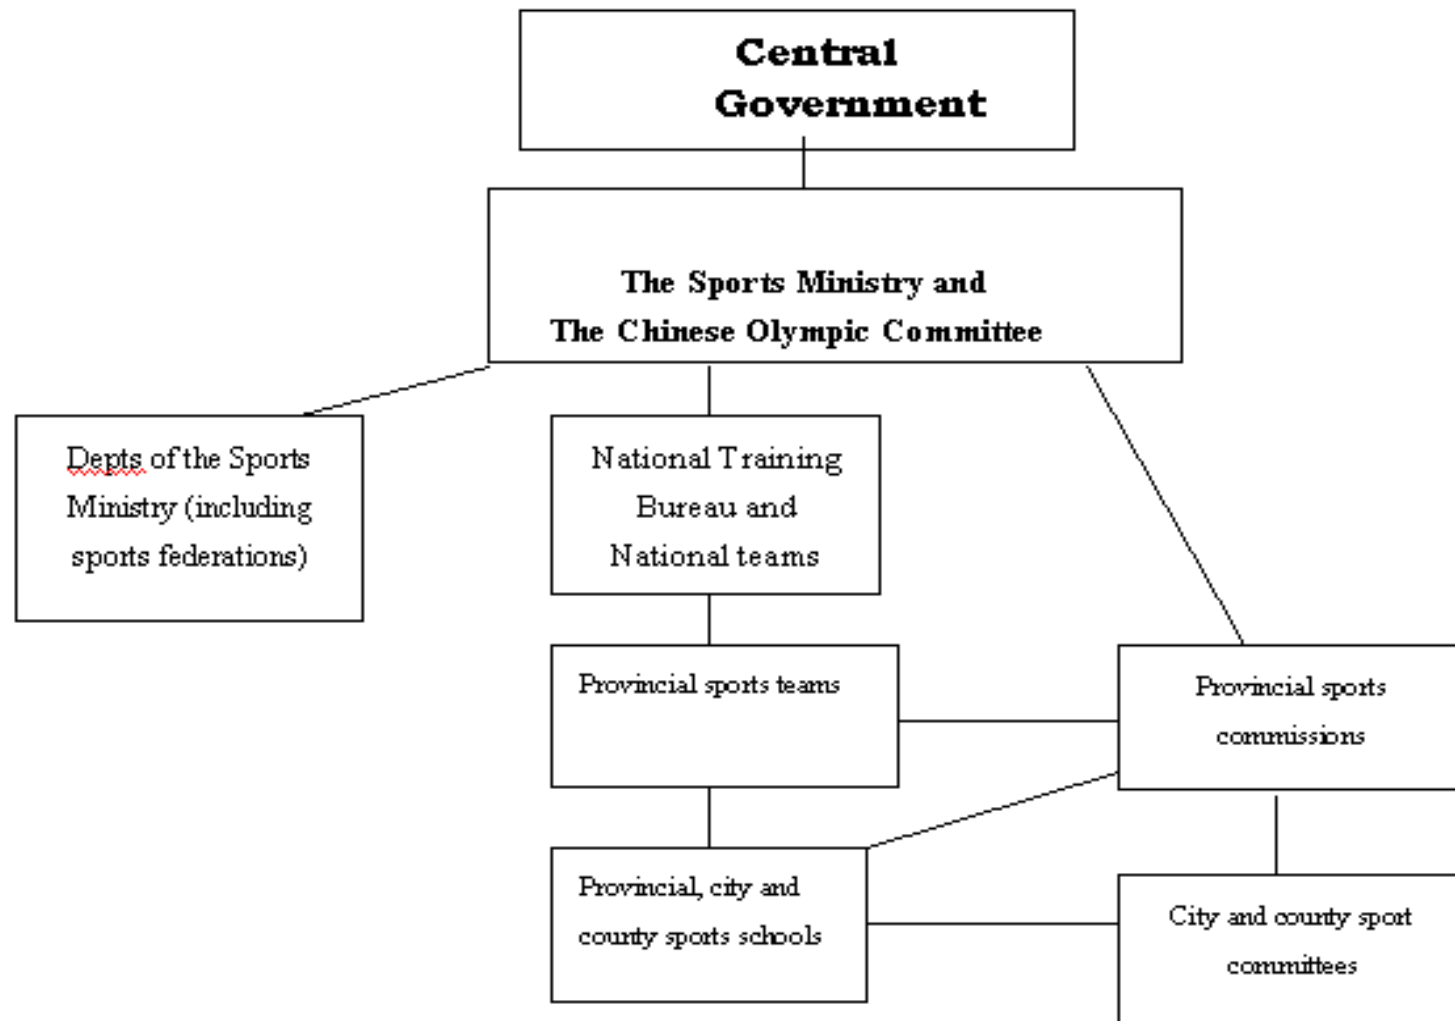 Central
Government
The Sports Ministry and
The Chinese Olympic Committee
Depts of the Sports
Ministry (including
sports federations)
National Training
Bureau and
National teams
Provincial sports teams
Provincial sports
commissions
Provincial, city and
county sports schools
City and county sport
committees